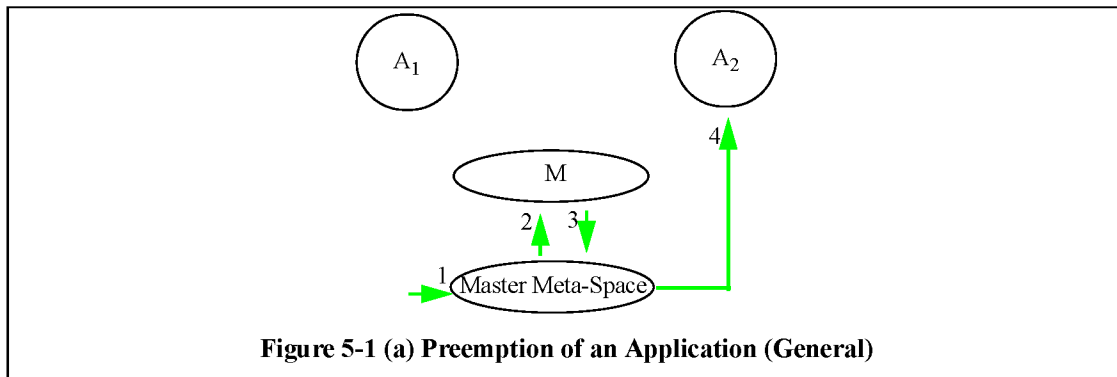 A1
A2
4
M
2
3
1
Master Meta-Space
Figure 5-1 (a) Preemption of an Application (General)